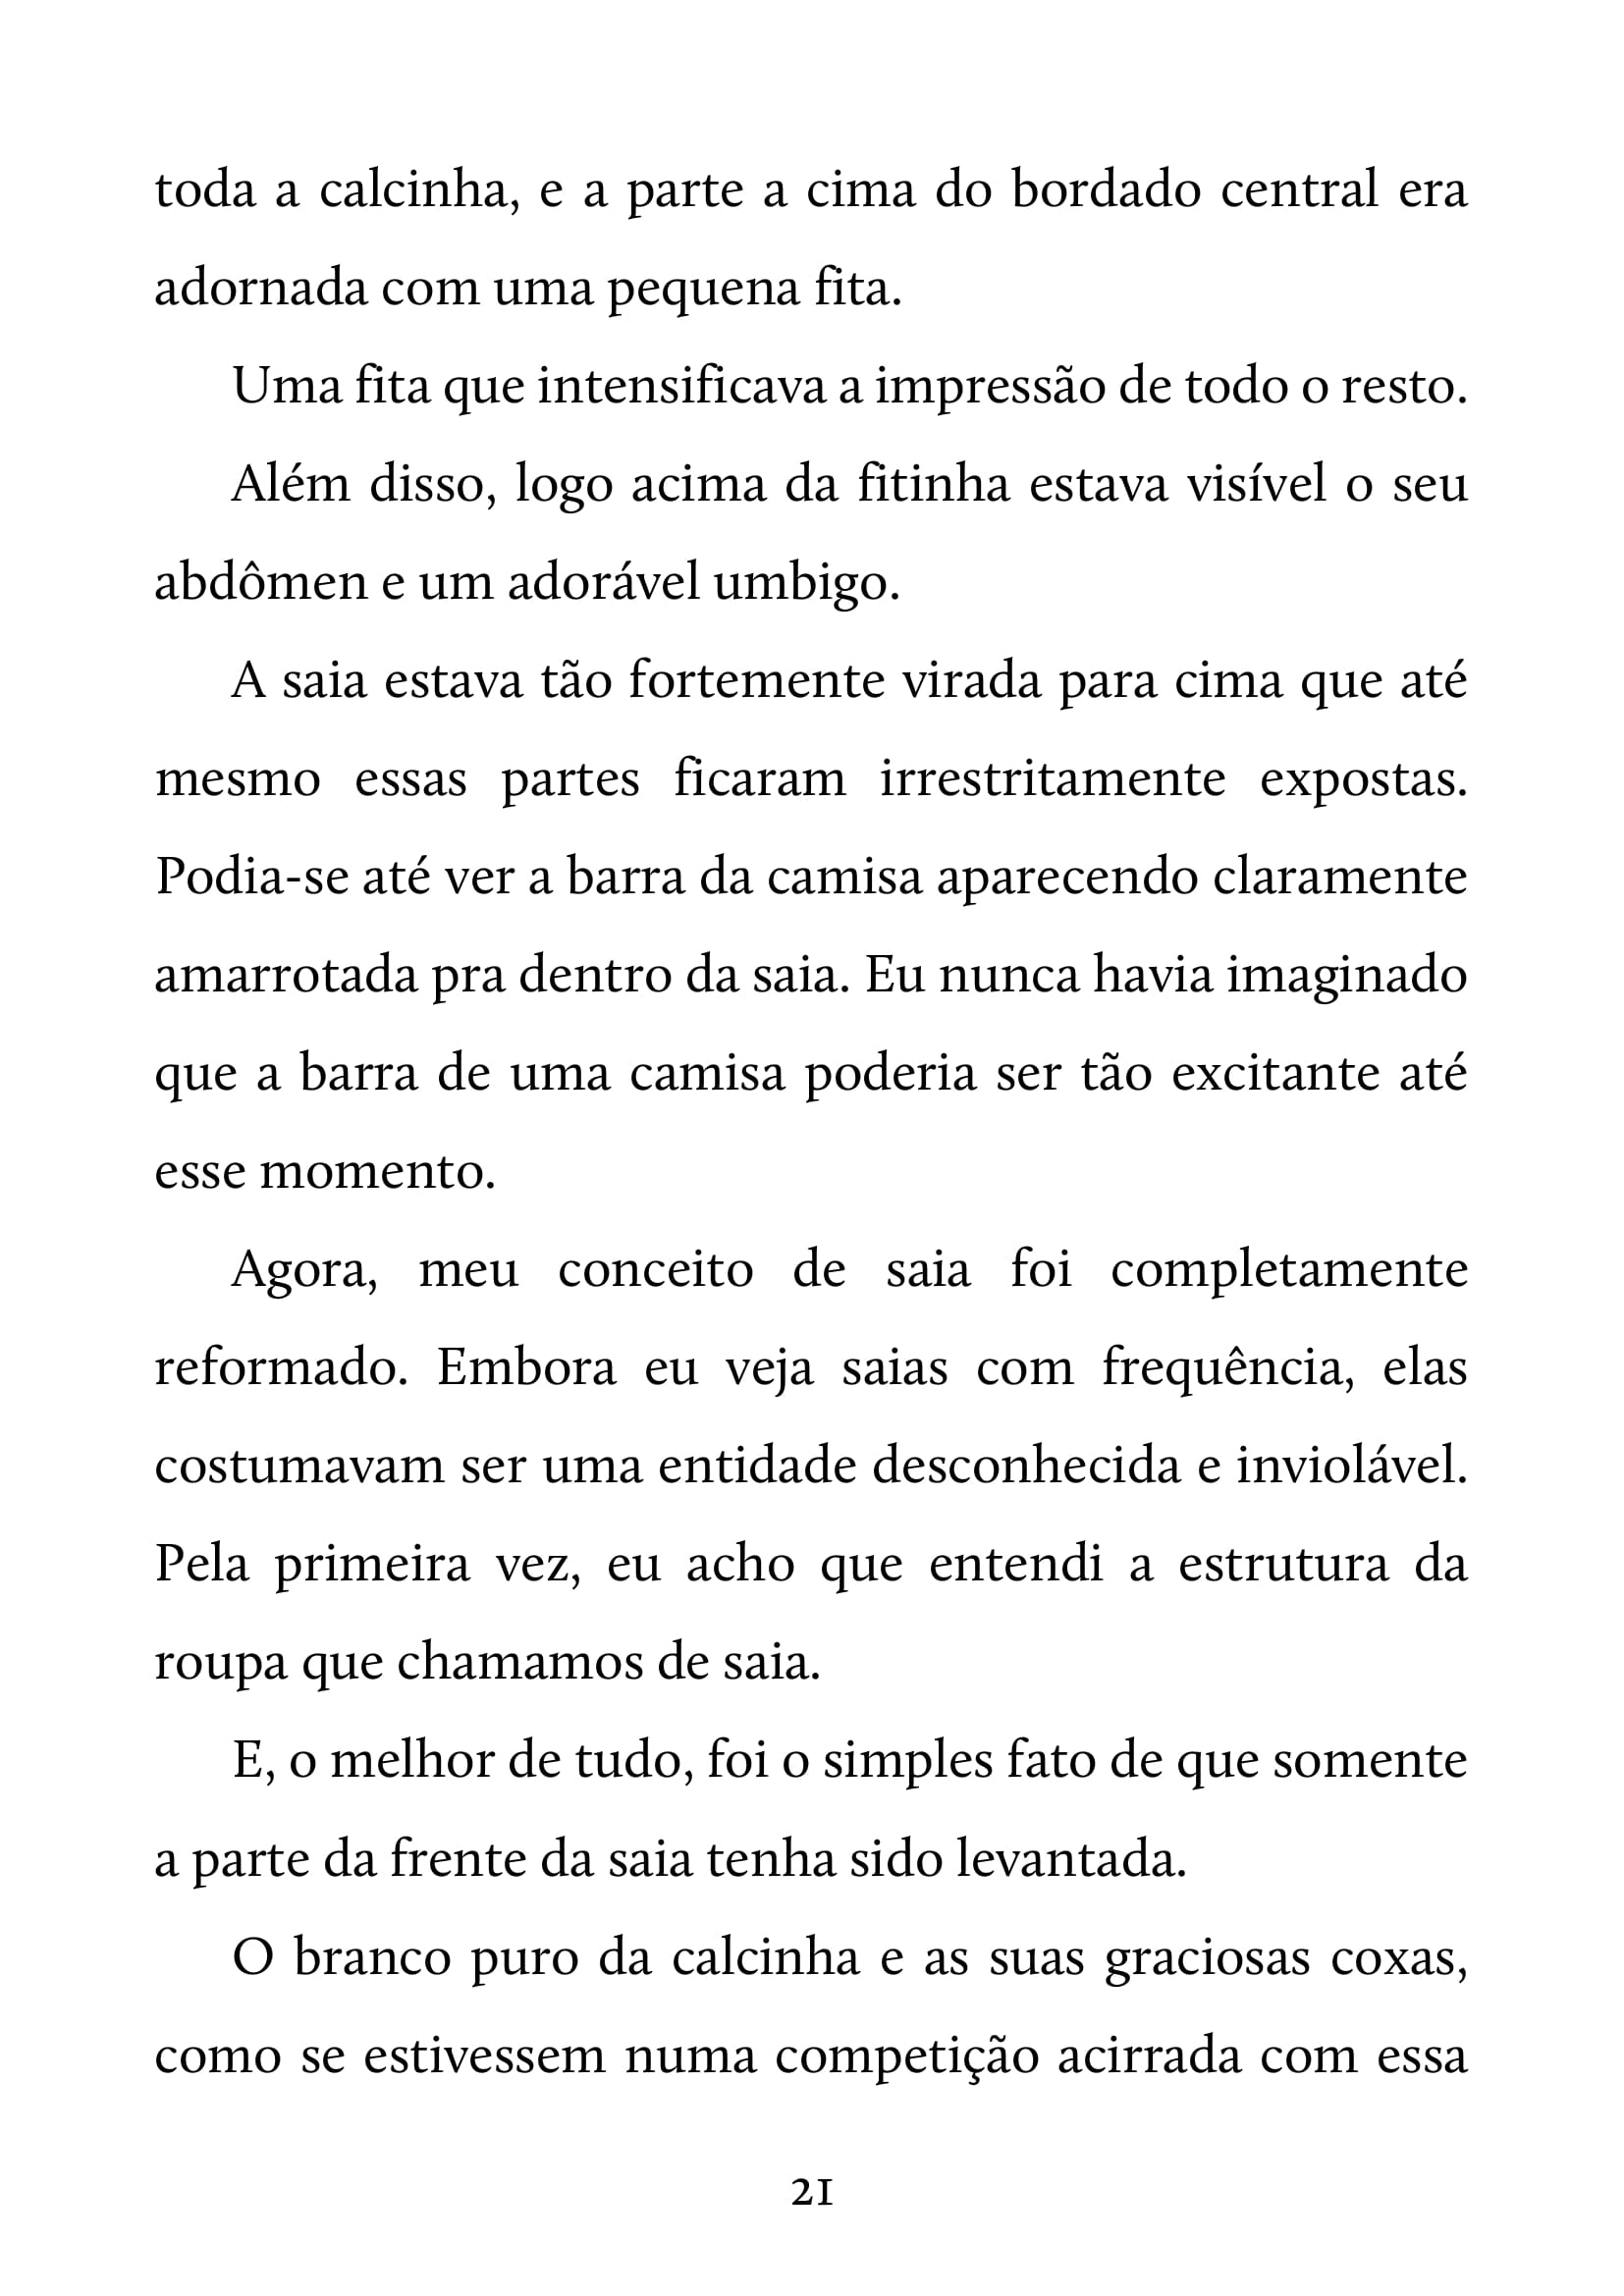 toda a calcinha, e a parte a cima do bordado central era
adornada com uma pequena fita.
Uma fita que intensificava a impressão de todo o resto.
Além disso, logo acima da fitinha estava visível o seu
abdômen e um adorável umbigo.
A saia estava tão fortemente virada para cima que até
mesmo essas partes ficaram irrestritamente expostas.
Podia-se até ver a barra da camisa aparecendo claramente
amarrotada pra dentro da saia. Eu nunca havia imaginado
que a barra de uma camisa poderia ser tão excitante até
esse momento.
Agora, meu conceito de saia foi completamente
reformado. Embora eu veja saias com frequência, elas
costumavam ser uma entidade desconhecida e inviolável.
Pela primeira vez, eu acho que entendi a estrutura da
roupa que chamamos de saia.
E, o melhor de tudo, foi o simples fato de que somente
a parte da frente da saia tenha sido levantada.
O branco puro da calcinha e as suas graciosas coxas,
como se estivessem numa competição acirrada com essa
21